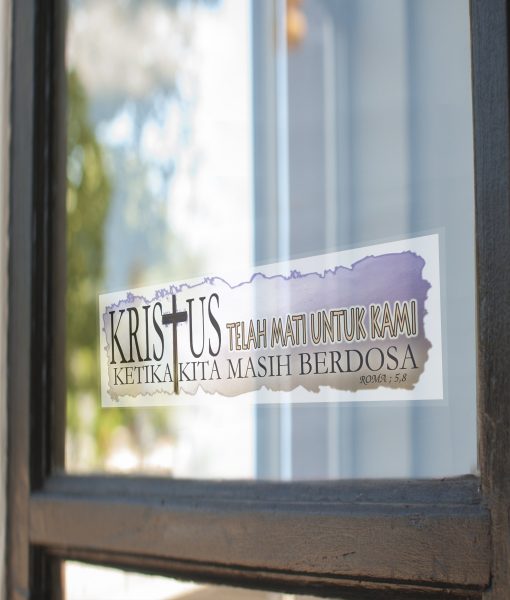 KRISTUS TELAH MATI UNTUK KAMI
KETIKA KITA MASIH BERDOSA
ROMA ; 5,8